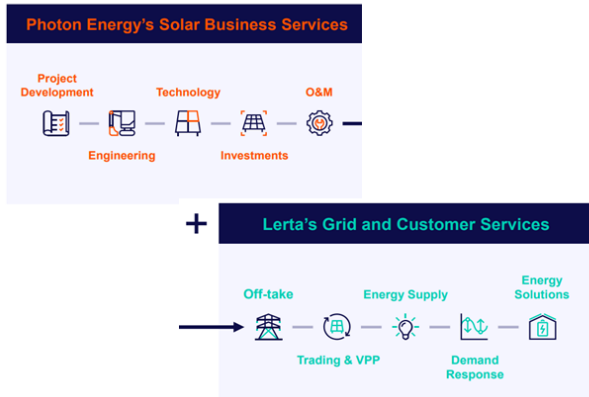 Photon Energy's Solar Business Services
Project
Development
Technology
O&M
Engineering
Investments
+
Lerta's Grid and Customer Services
Off-take
Energy Supply
Energy
Solutions
Trading & VPP
Demand
Response